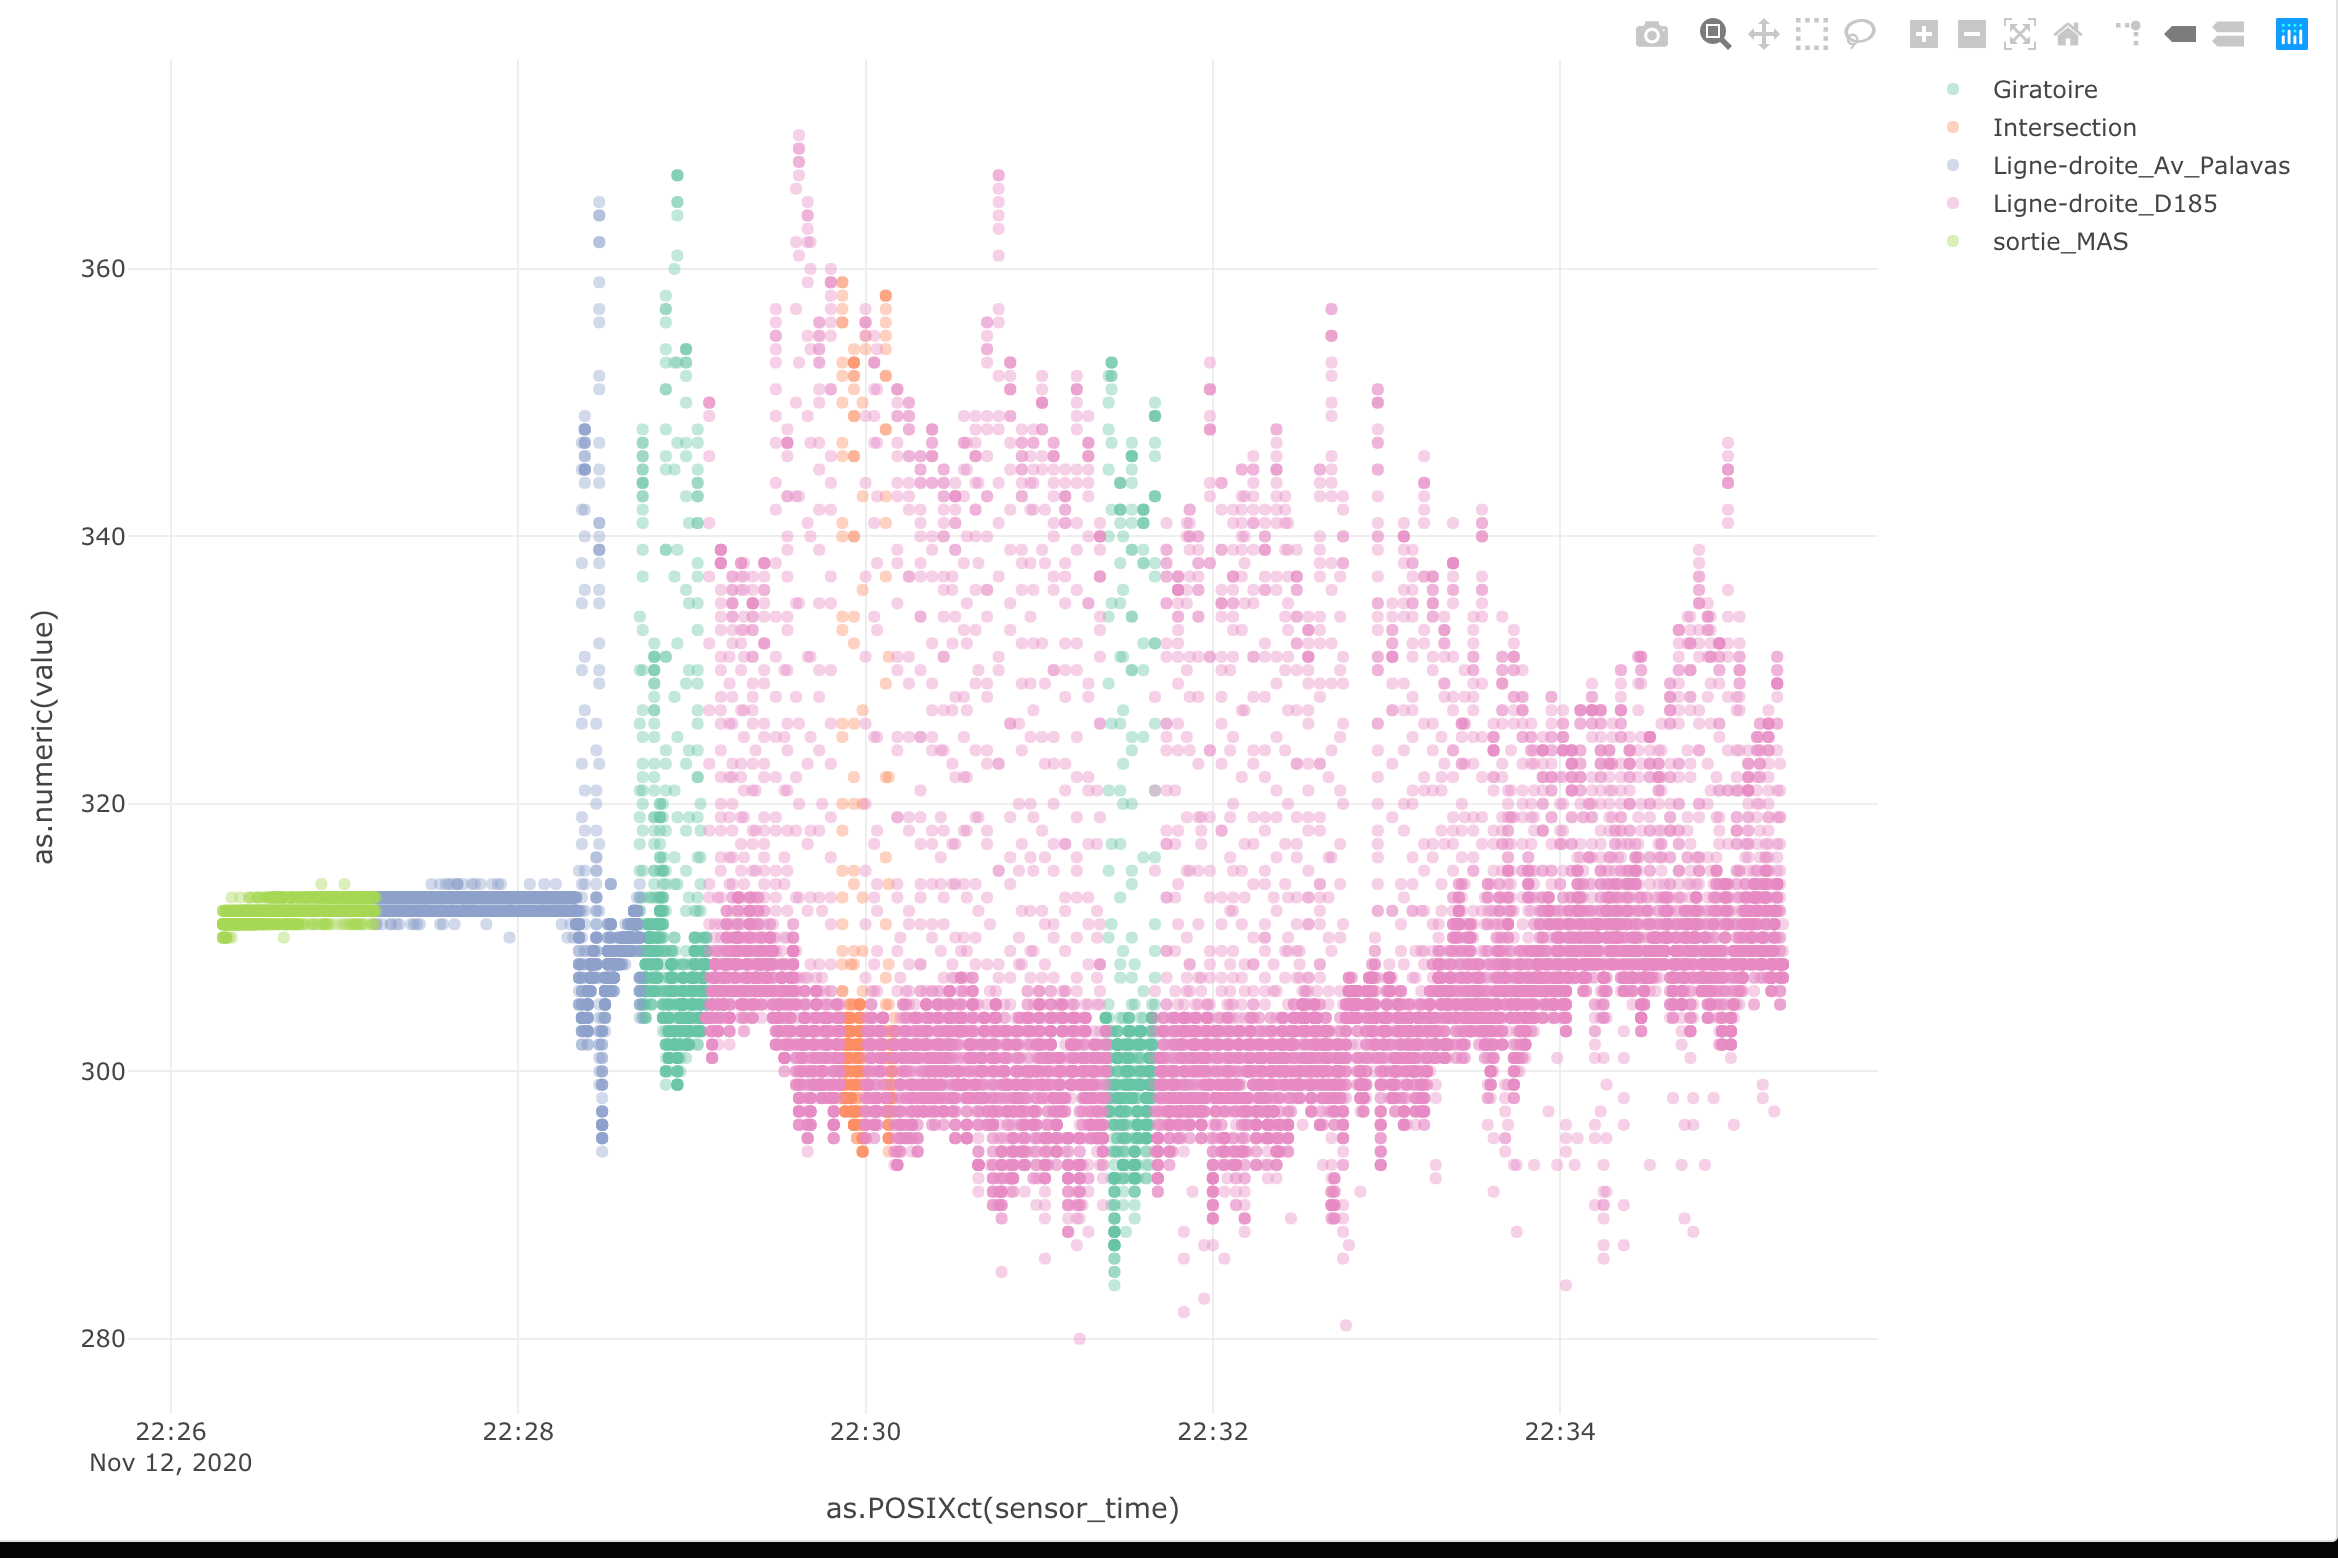 Giratoire
Intersection
Ligne-droite_Av_Palavas
Ligne-droite_D185
sortie_MAS
360
340
320
300
280
as.numeric(value)
22:26
22:28
22:30
22:32
22:34
Nov 12, 2020
as.POSIXct(sensor_time)